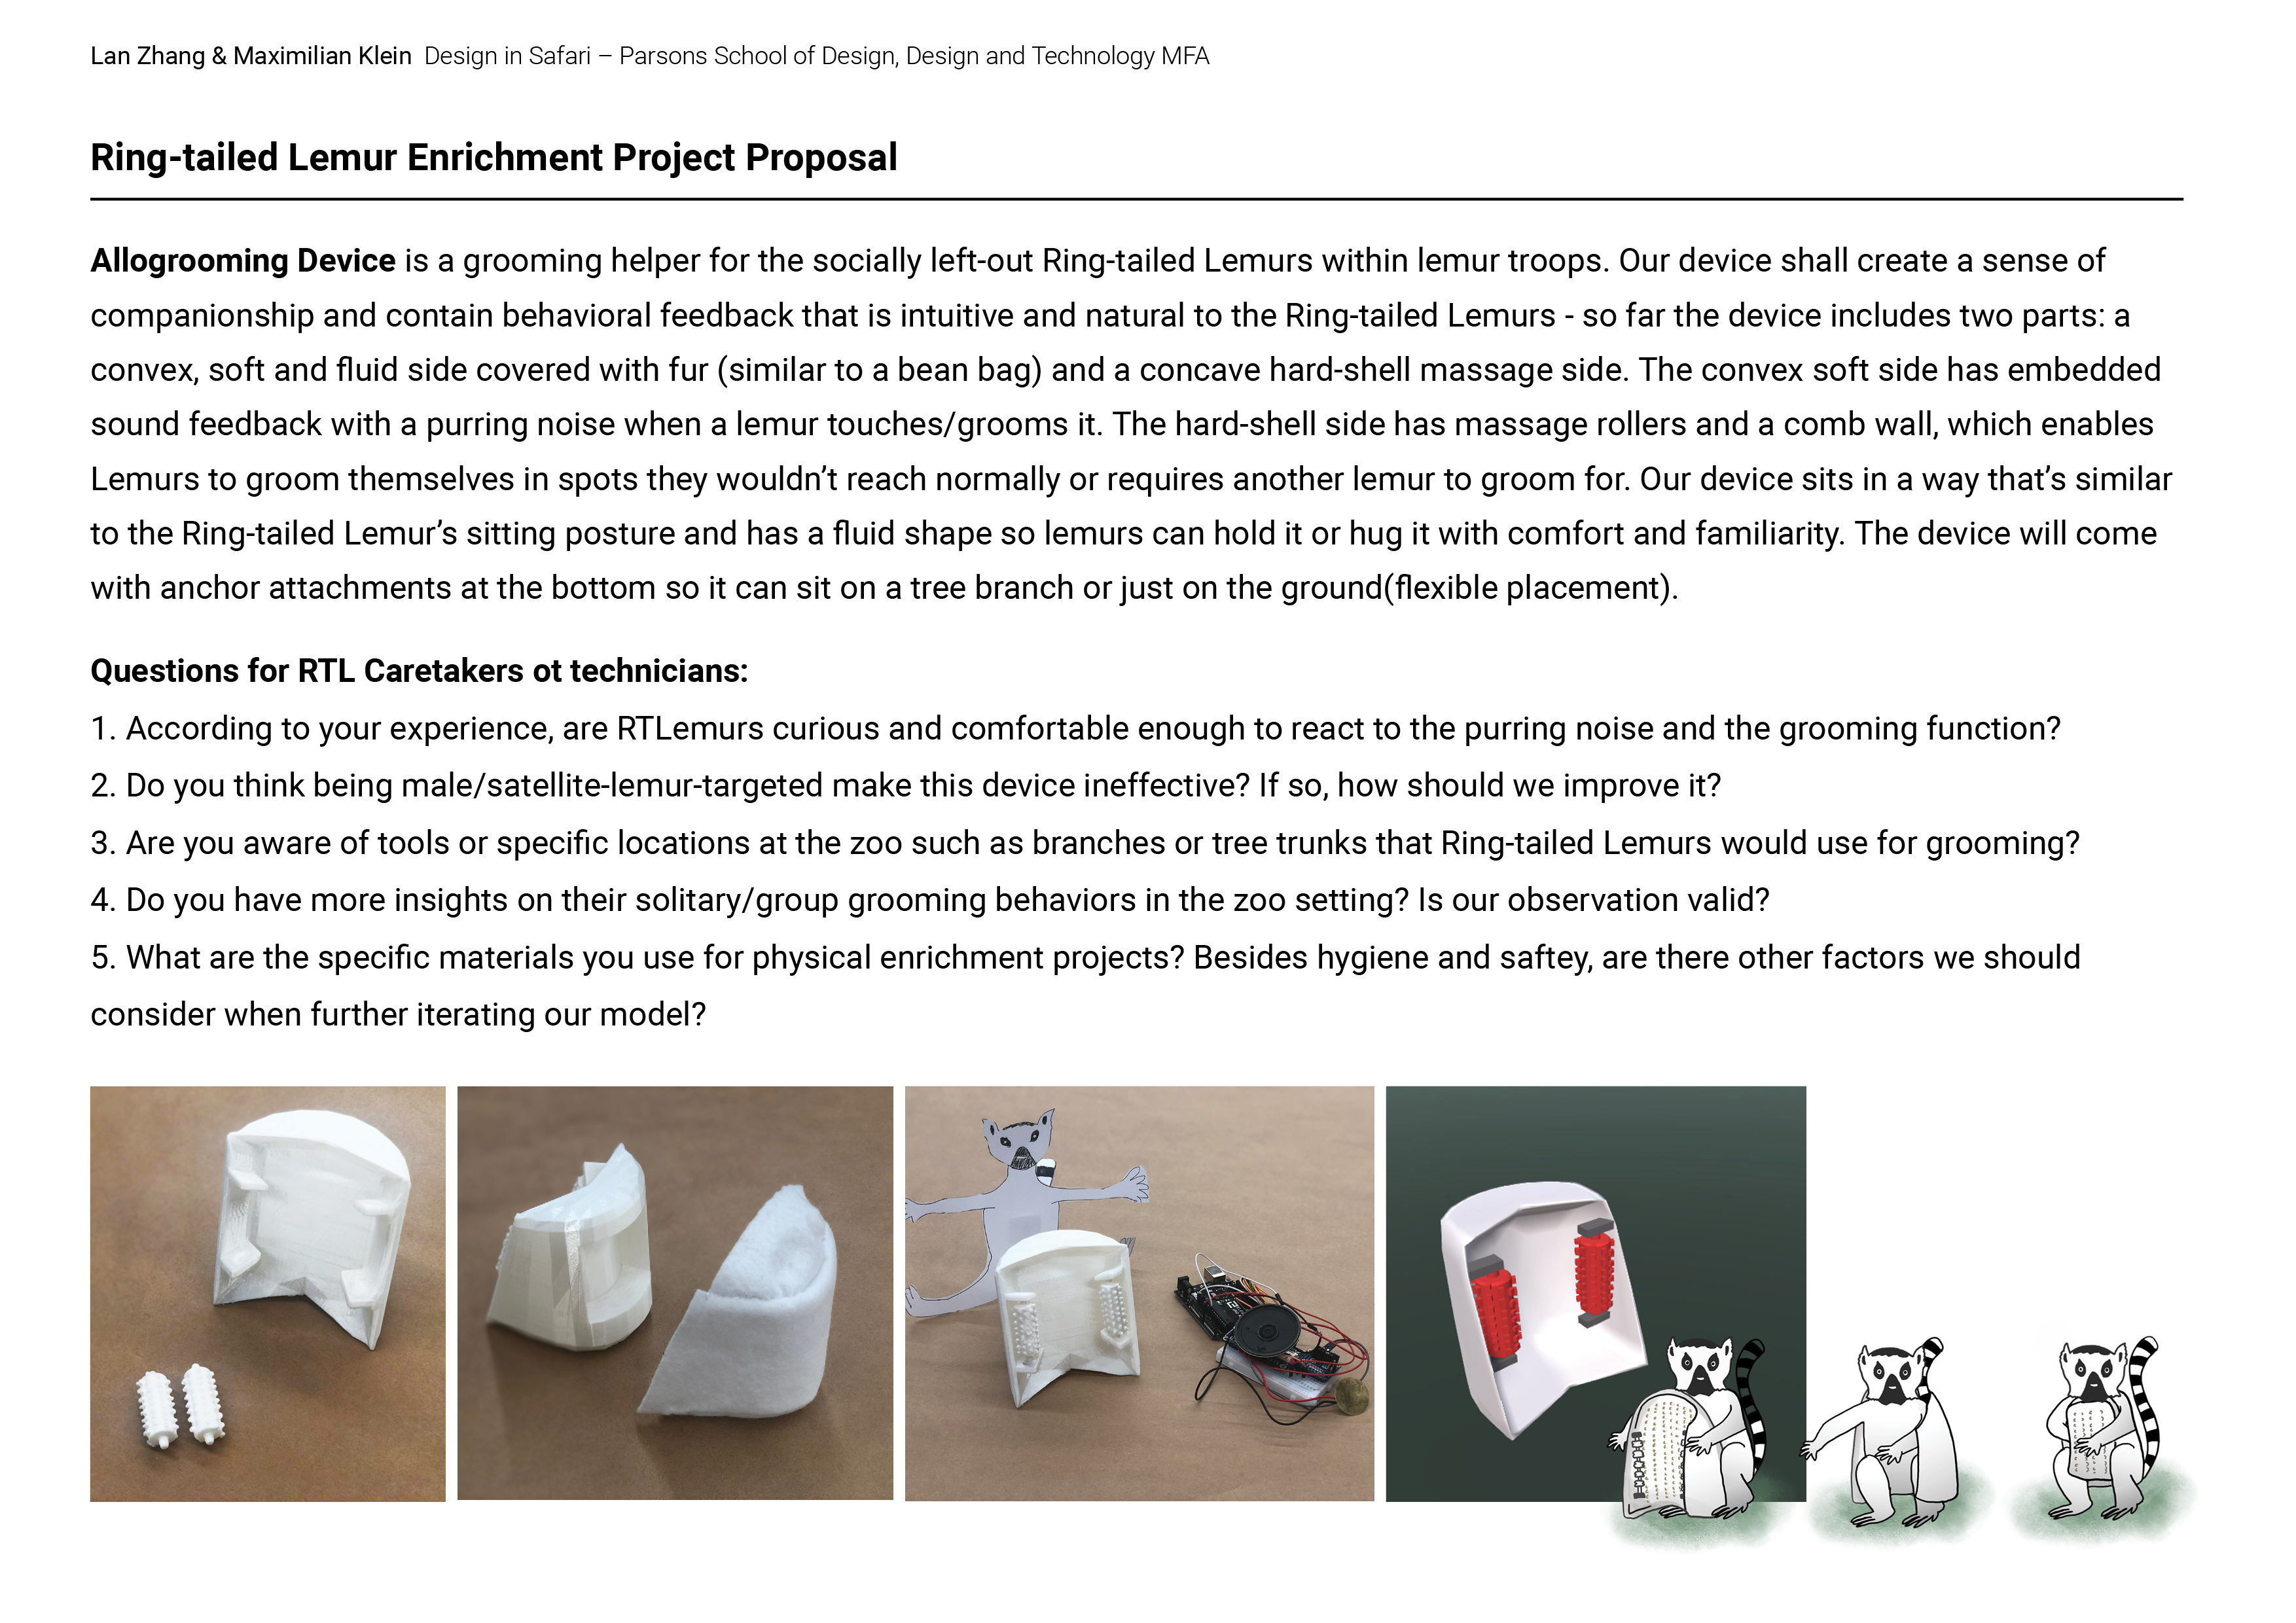 Lan Zhang & Maximilian Klein Design in Safari – Parsons School of Design, Design and Technology MFA
Ring-tailed Lemur Enrichment Project Proposal
Allogrooming Device is a grooming helper for the socially left-out Ring-tailed Lemurs within lemur troops. Our device shall create a sense of
companionship and contain behavioral feedback that is intuitive and natural to the Ring-tailed Lemurs - so far the device includes two parts: a
convex, soft and fluid side covered with fur (similar to a bean bag) and a concave hard-shell massage side. The convex soft side has embedded
sound feedback with a purring noise when a lemur touches/grooms it. The hard-shell side has massage rollers and a comb wall, which enables
Lemurs to groom themselves in spots they wouldn’t reach normally or requires another lemur to groom for. Our device sits in a way that’s similar
to the Ring-tailed Lemur’s sitting posture and has a fluid shape so lemurs can hold it or hug it with comfort and familiarity. The device will come
with anchor attachments at the bottom so it can sit on a tree branch or just on the ground(flexible placement).
Questions for RTL Caretakers ot technicians:
1. According to your experience, are RTLemurs curious and comfortable enough to react to the purring noise and the grooming function?
2. Do you think being male/satellite-lemur-targeted make this device ineffective? If so, how should we improve it?
3. Are you aware of tools or specific locations at the zoo such as branches or tree trunks that Ring-tailed Lemurs would use for grooming?
4. Do you have more insights on their solitary/group grooming behaviors in the zoo setting? Is our observation valid?
5. What are the specific materials you use for physical enrichment projects? Besides hygiene and saftey, are there other factors we should
consider when further iterating our model?